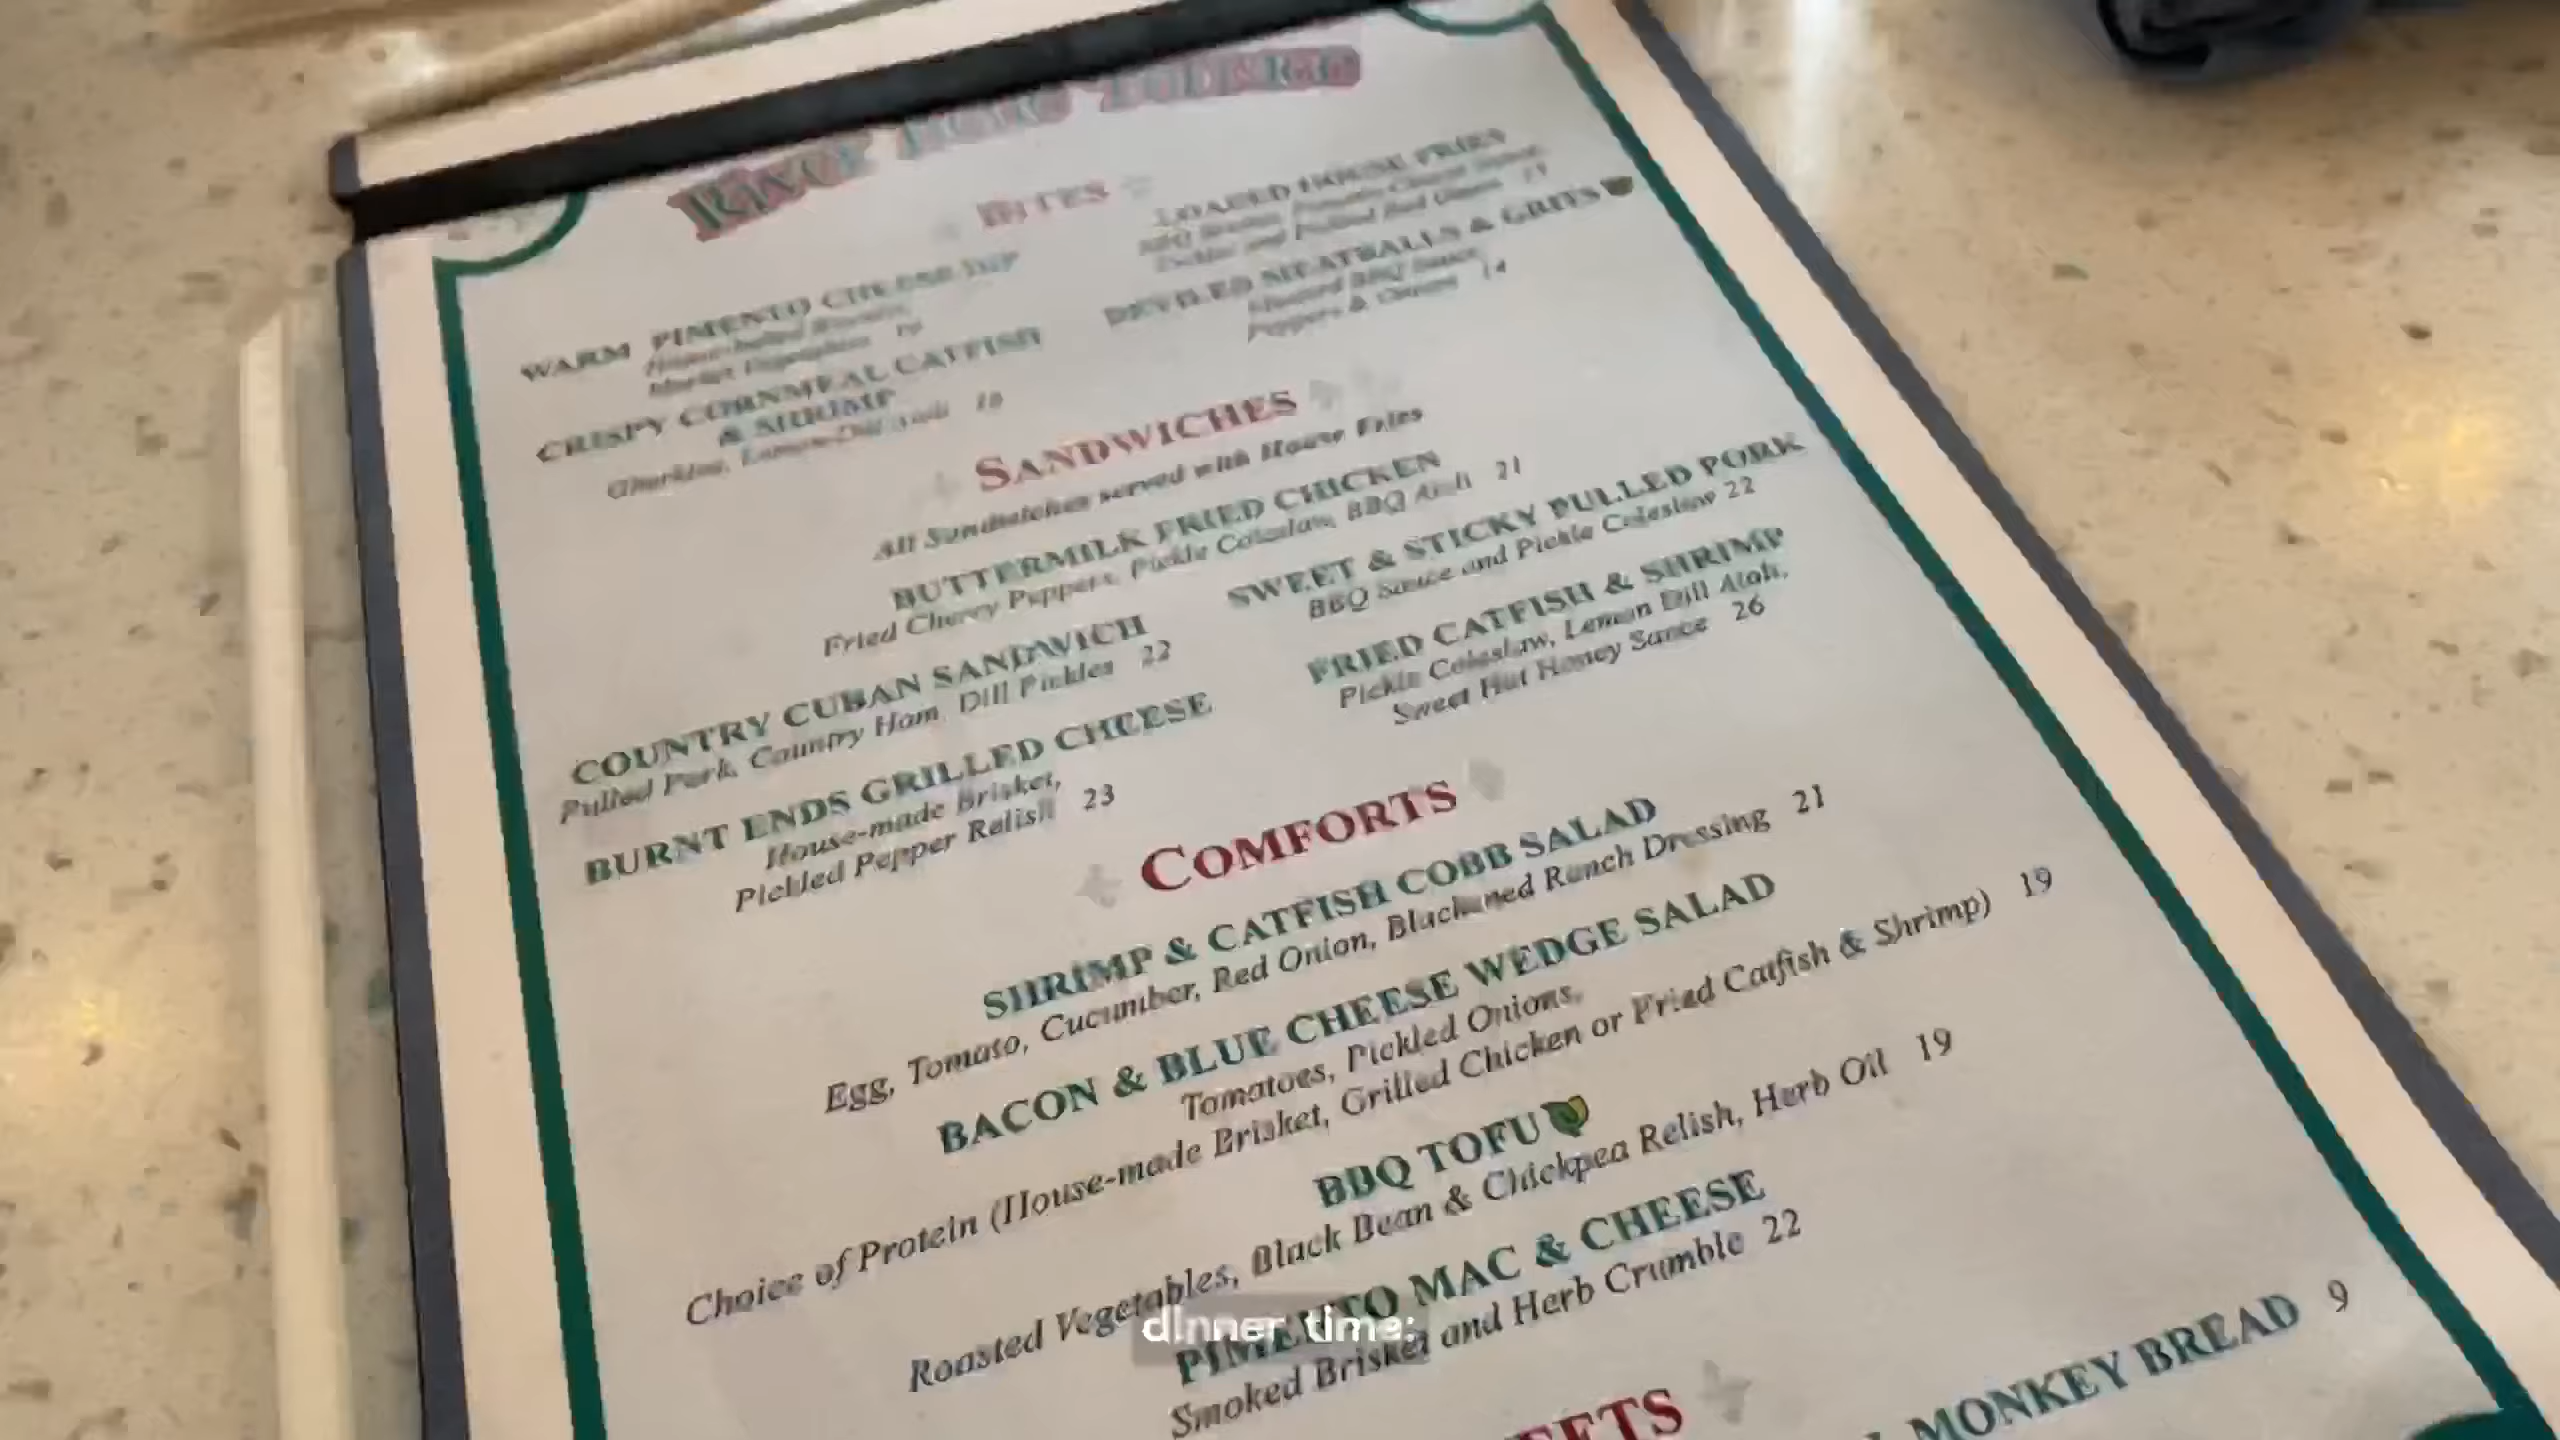 BITES
WARM PIMENTO CHEESE DIP
CRISPY CORNMEAL CATFISH
& SHRIMP
LOADED HOUSE FRIES
DEVILED MEATBALLS & GRITS
Peppers & Onions 14
SANDWICHES
All Sandwiches served with House Fries
BUTTERMILK FRIED CHICKEN
Fried Cherry Peppers, Pickle Coleslaw, BBQ Aioli 21
COUNTRY CUBAN SANDWICH
Pulled Pork, Country Ham, Dill Pickles 22
BURNT ENDS GRILLED CHEESE
House-made Brisket,
Pickled Pepper Relish 23
SWEET & STICKY PULLED PORK
BBQ Sauce and Pickle Coleslaw 22
FRIED CATFISH & SHRIMP
Pickle Coleslaw, Lemon Dill Aioli,
Sweet Hot Honey Sauce 26
COMFORTS
SHRIMP & CATFISH COBB SALAD
Egg, Tomato, Cucumber, Red Onion, Blackened Ranch Dressing 21
BACON & BLUE CHEESE WEDGE SALAD
Tomatoes, Pickled Onions,
Choice of Protein (House-made Brisket, Grilled Chicken or Fried Catfish & Shrimp) 19
BBQ TOFU
Roasted Vegetables, Black Bean & Chickpea Relish, Herb Oil 19
PIMENTO MAC & CHEESE
Smoked Brisket and Herb Crumble 22
dinner time:
MONKEY BREAD 9